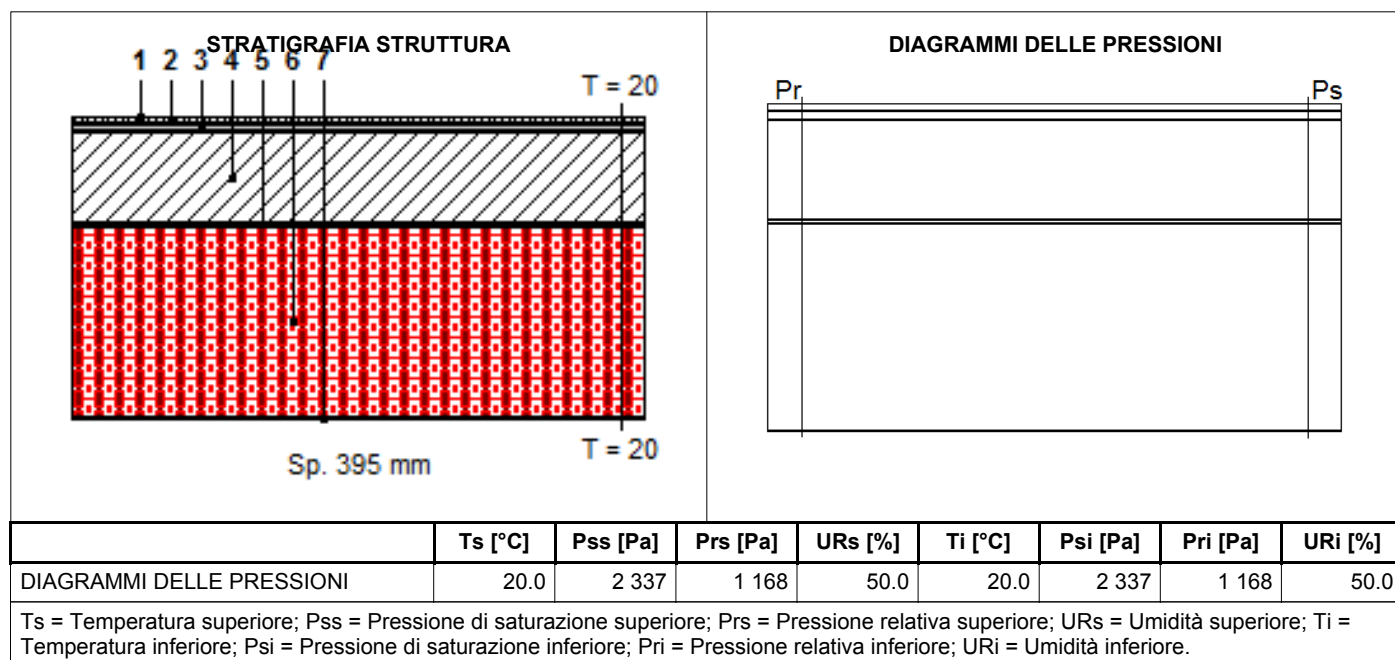 STRATIGRAFIA STRUTTURA
1 2 3 4 5 6 7
T = 20
T = 20
Sp. 395 mm
DIAGRAMMI DELLE PRESSIONI
Pr
Ps
Ts [°C] Pss [Pa] Prs [Pa] URs [%] Ti [°C] Psi [Pa] Pri [Pa] URi [%]
DIAGRAMMI DELLE PRESSIONI 20.0 2 337 1 168 50.0 20.0 2 337 1 168 50.0
Ts = Temperatura superiore; Pss = Pressione di saturazione superiore; Prs = Pressione relativa superiore; URs = Umidità superiore; Ti =
Temperatura inferiore; Psi = Pressione di saturazione inferiore; Pri = Pressione relativa inferiore; URi = Umidità inferiore.